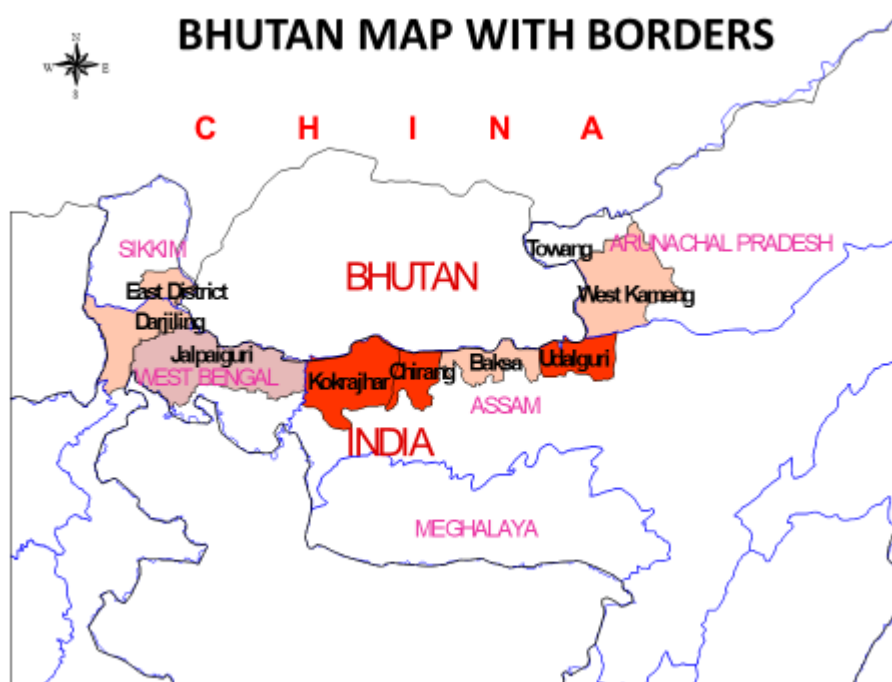 BHUTAN MAP WITH BORDERS
N
W E
S
C H I N A
SIKKIM
Towang
ARUNACHAL PRADESH
East District
BHUTAN
West Kameng
Darjiling
Jalpaiguri
WEST BENGAL
Kokrajhar
Chirang
Baksa
Udalguri
ASSAM
INDIA
MEGHALAYA